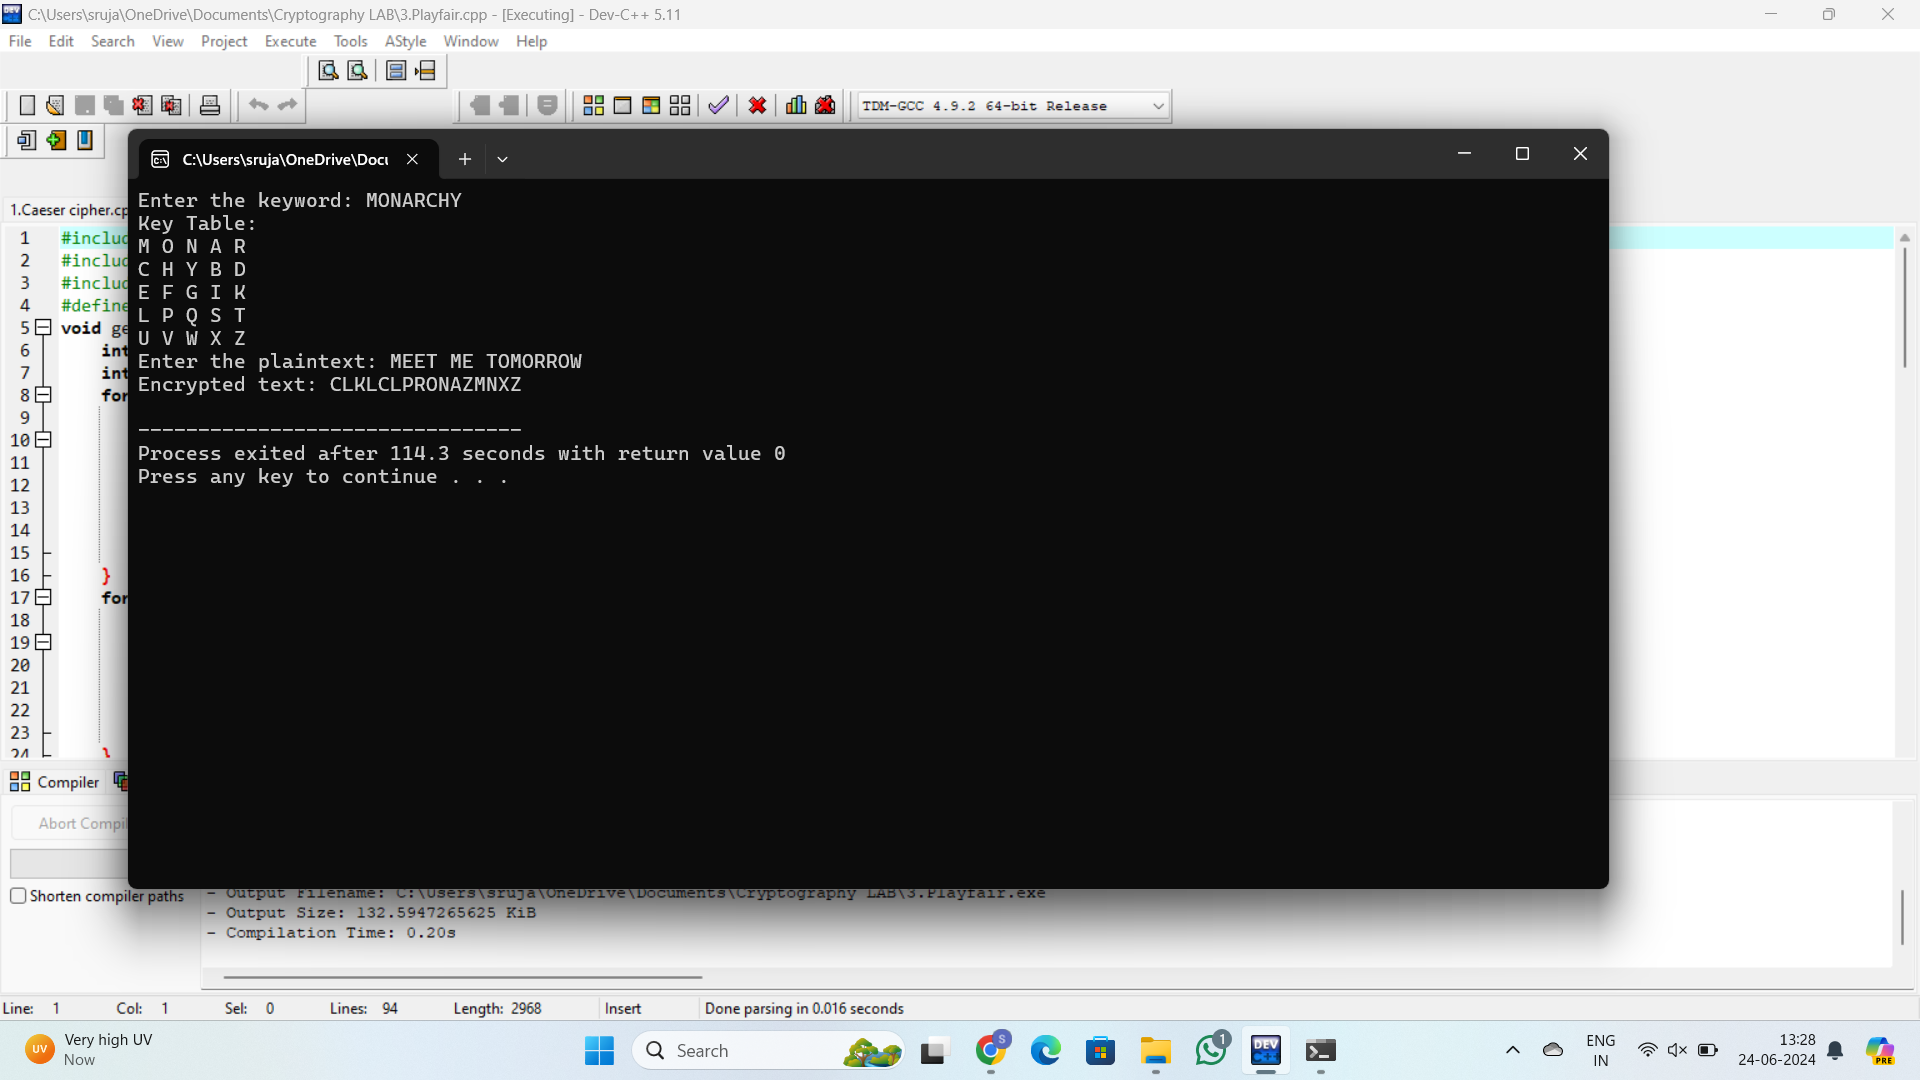 C:\Users\sruja\OneDrive\Documents\Cryptography LAB\3.Playfair.cpp - [Executing] - Dev-C++ 5.11
File Edit Search View Project Execute Tools AStyle Window Help
TDM-GCC 4.9.2 64-bit Release
C:\Users\sruja\OneDrive\Docu
1.Caeser cipher.cp
Enter the keyword: MONARCHY
Key Table:
M O N A R
C H Y B D
E F G I K
L P Q S T
U V W X Z
Enter the plaintext: MEET ME TOMORROW
Encrypted text: CLKLCLPRONAZMNXZ
--------------------------------
Process exited after 114.3 seconds with return value 0
Press any key to continue . . .
1 #includ
2 #includ
3 #includ
4 #define
5 void ge
6 int
7 int
8 for
9
10
11
12
13
14
15
16 }
17 for
18
19
20
21
22
23
24 }
Compiler
Abort Compil
Shorten compiler paths
- Output Filename: C:\Users\sruja\OneDrive\Documents\Cryptography LAB\3.Playfair.exe
- Output Size: 132.5947265625 KiB
- Compilation Time: 0.20s
Line: 1 Col: 1 Sel: 0 Lines: 94 Length: 2968 Insert Done parsing in 0.016 seconds
UV
Very high UV
Now
Search
S
1
DEV
C++
ENG
IN
13:28
24-06-2024
PRE